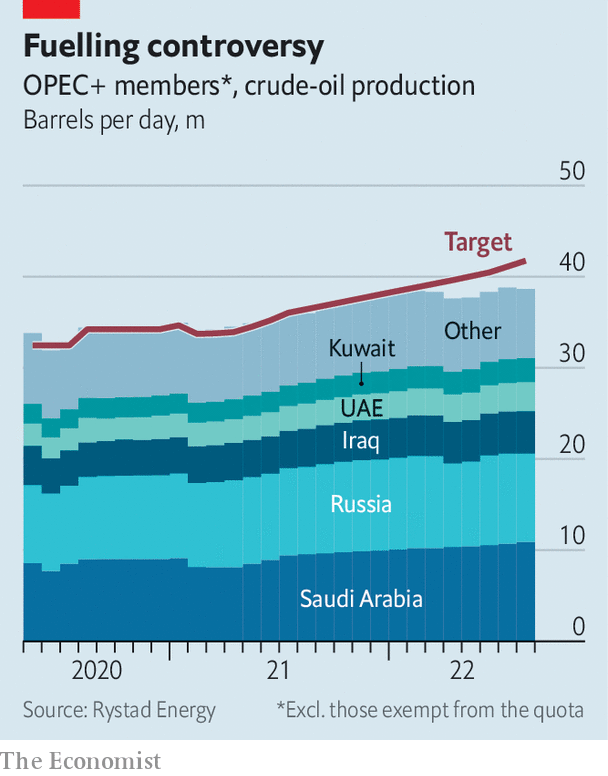 Fuelling controversy
OPEC+ members*, crude-oil production
Barrels per day, m
50
Target
40
Other
Kuwait
30
UAE
Iraq
20
Russia
10
Saudi Arabia
0
2020 21 22
Source: Rystad Energy *Excl. those exempt from the quota
The Economist